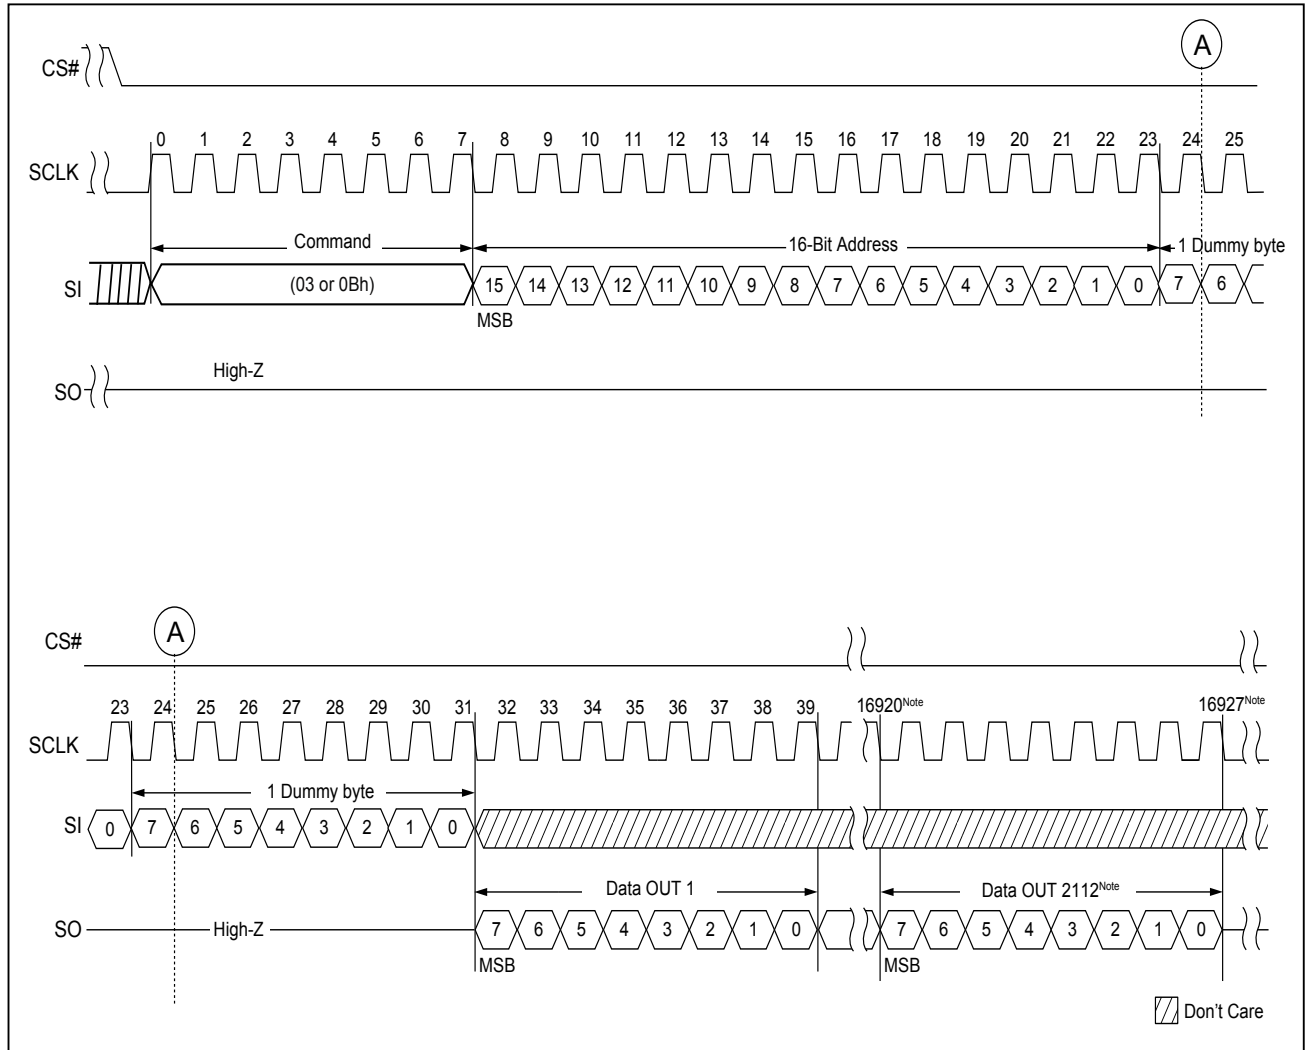 A
CS#
0 1 2 3 4 5 6 7 8 9 10 11 12 13 14 15 16 17 18 19 20 21 22 23 24 25
SCLK
Command 16-Bit Address 1 Dummy byte
SI (03 or 0Bh) 15 14 13 12 11 10 9 8 7 6 5 4 3 2 1 0 7 6
MSB
High-Z
SO
A
CS#
23 24 25 26 27 28 29 30 31 32 33 34 35 36 37 38 39 16920Note 16927Note
SCLK
1 Dummy byte
SI 0 7 6 5 4 3 2 1 0
Data OUT 1 Data OUT 2112Note
SO High-Z 7 6 5 4 3 2 1 0 7 6 5 4 3 2 1 0
MSB MSB
Don't Care